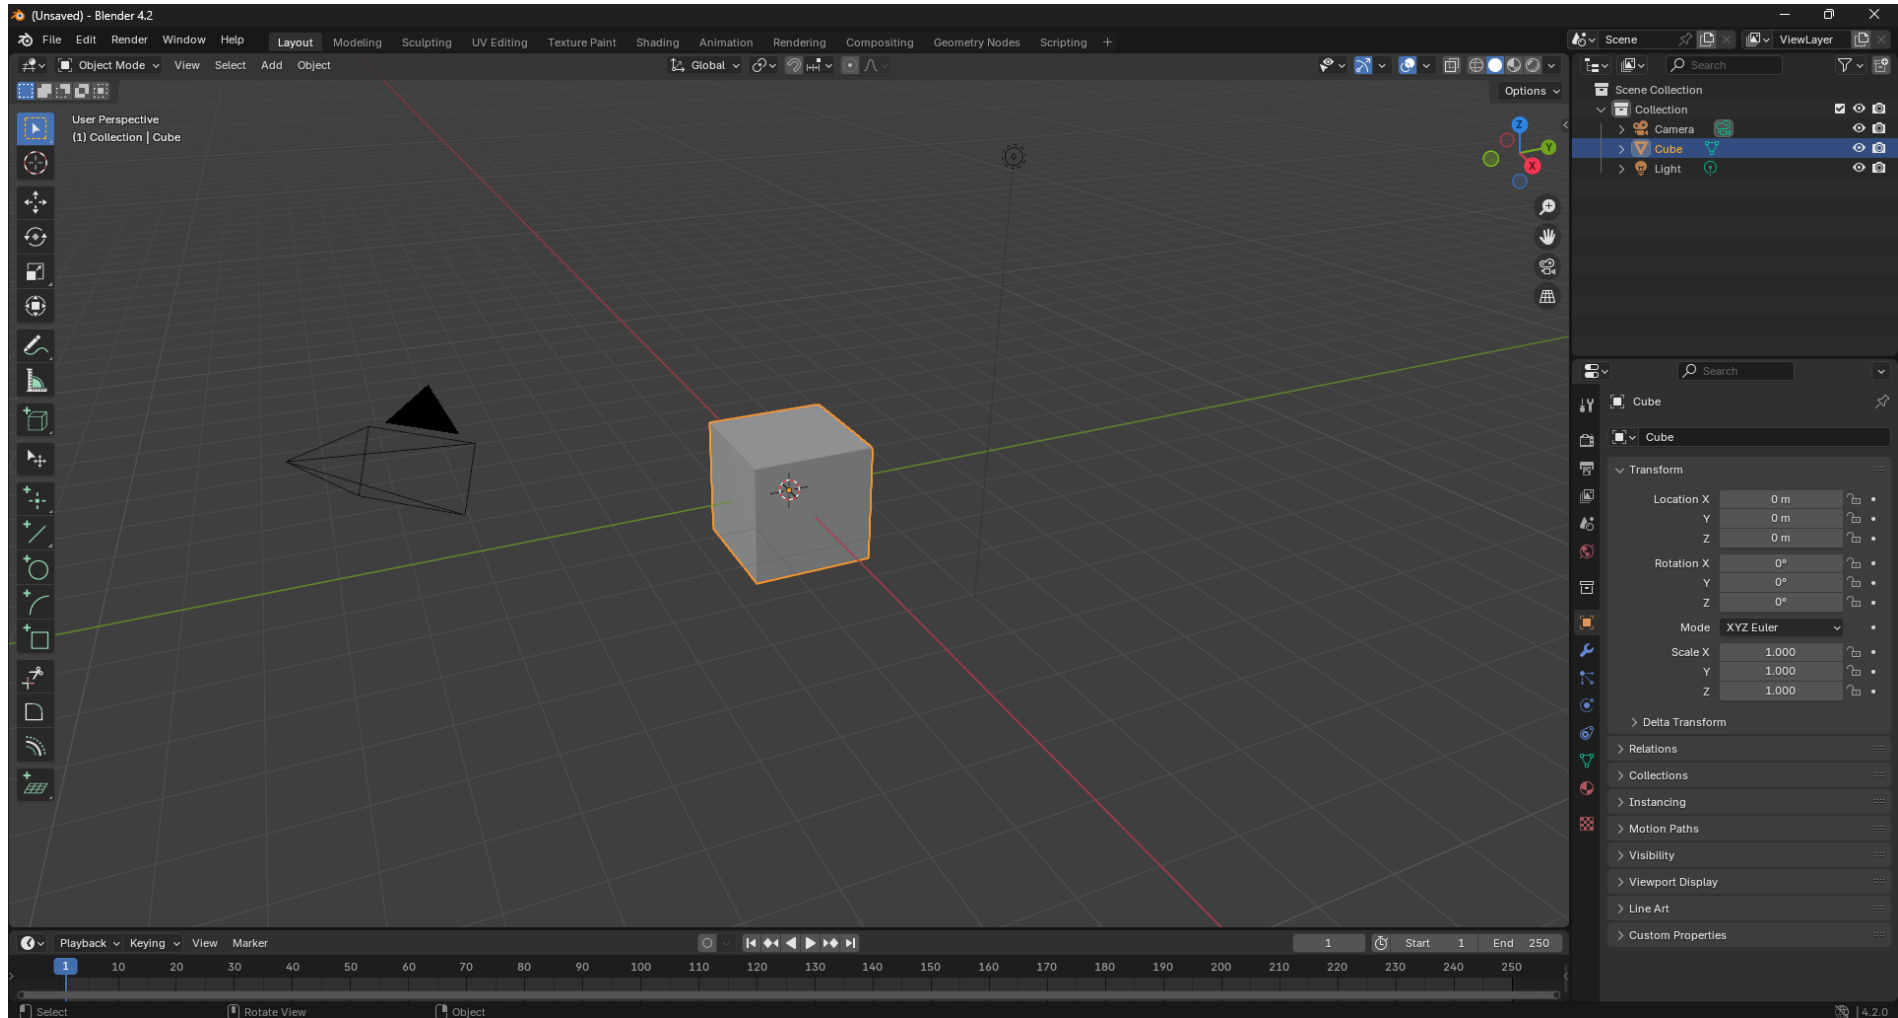 (Unsaved) - Blender 4.2
File Edit Render Window Help Layout Modeling Sculpting UV Editing Texture Paint Shading Animation Rendering Compositing Geometry Nodes Scripting + Scene ViewLayer
Object Mode View Select Add Object Global Search
Options
User Perspective
(1) Collection | Cube
Z
Y
X
Scene Collection
Collection
Camera
Cube
Light
Search
Cube
Cube
Transform
Location X 0 m
Y 0 m
Z 0 m
Rotation X 0°
Y 0°
Z 0°
Mode XYZ Euler
Scale X 1.000
Y 1.000
Z 1.000
Delta Transform
Relations
Collections
Instancing
Motion Paths
Visibility
Viewport Display
Line Art
Custom Properties
Playback Keying View Marker 1 Start 1 End 250
1 10 20 30 40 50 60 70 80 90 100 110 120 130 140 150 160 170 180 190 200 210 220 230 240 250
Select Rotate View Object 4.2.0